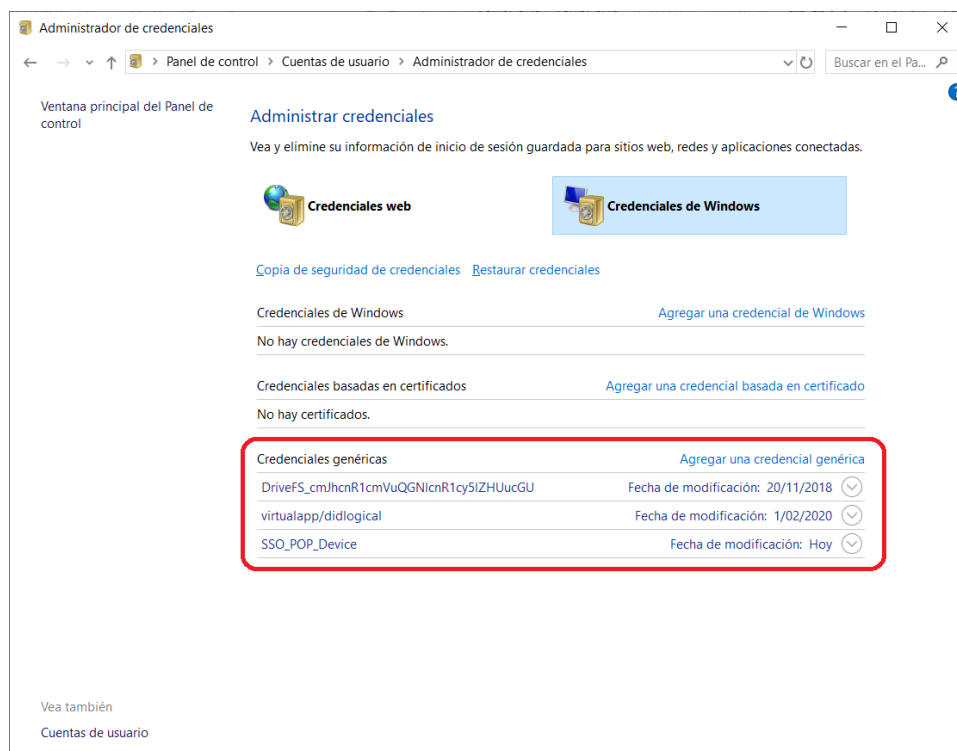 Administrador de credenciales
Panel de control > Cuentas de usuario > Administrador de credenciales
Buscar en el Pa...
Ventana principal del Panel de
control
Administrar credenciales
Vea y elimine su información de inicio de sesión guardada para sitios web, redes y aplicaciones conectadas.
Credenciales web
Credenciales de Windows
Copia de seguridad de credenciales Restaurar credenciales
Credenciales de Windows Agregar una credencial de Windows
No hay credenciales de Windows.
Credenciales basadas en certificados Agregar una credencial basada en certificado
No hay certificados.
Credenciales genéricas Agregar una credencial genérica
DriveFS_cmJhcnR1cmVuQGNlcnR1cy5lZHUucGU Fecha de modificación: 20/11/2018
virtualapp/didlogical Fecha de modificación: 1/02/2020
SSO_POP_Device Fecha de modificación: Hoy
Vea también
Cuentas de usuario